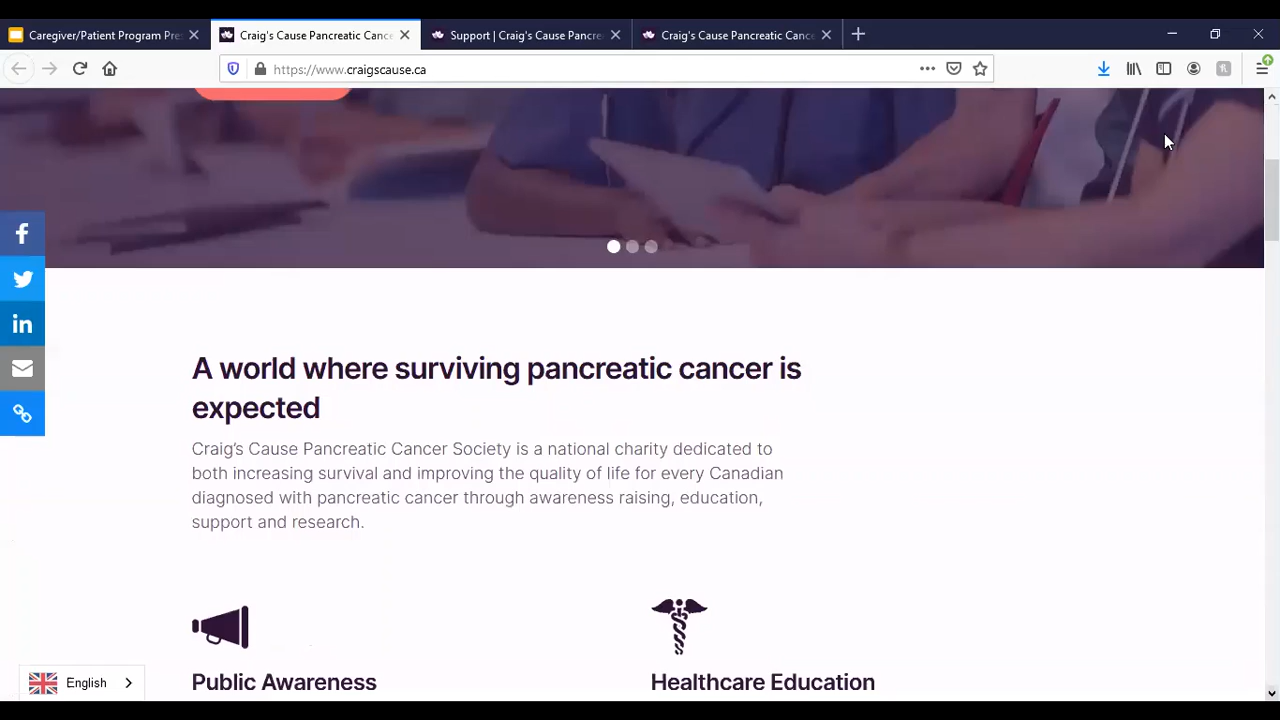 Caregiver/Patient Program Pre
Craig's Cause Pancreatic Cance
Support | Craig's Cause Pancre
Craig's Cause Pancreatic Cance
https://www.craigscause.ca
A world where surviving pancreatic cancer is
expected
Craig's Cause Pancreatic Cancer Society is a national charity dedicated to
both increasing survival and improving the quality of life for every Canadian
diagnosed with pancreatic cancer through awareness raising, education,
support and research.
Public Awareness
Healthcare Education
English